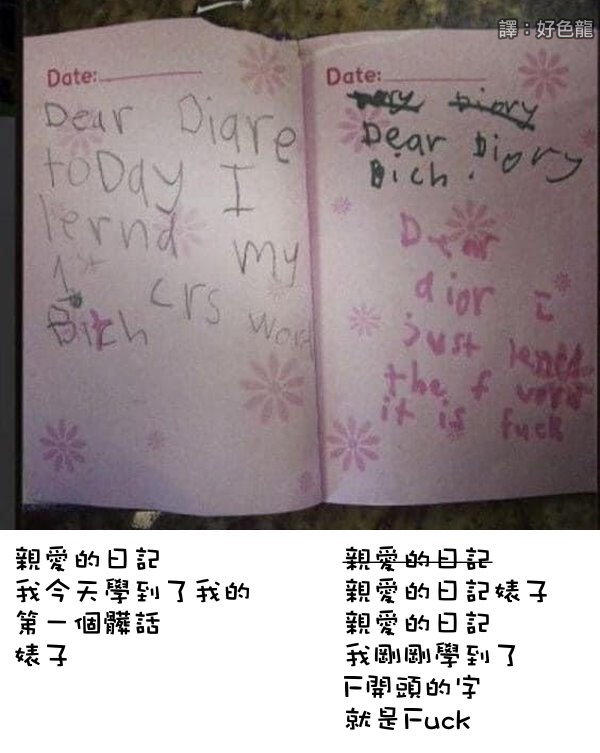 譯：好色龍
Date:
Dear Diare
toDay I
lernd my
1st crs word
Bitch
Date:
Diory
Dear Diory
Bich.
Dear
dior I
just lerned
the f word
it is fuck
親愛的日記
我今天學到了我的
第一個髒話
婊子
親愛的日記
親愛的日記婊子
親愛的日記
我剛剛學到了
F開頭的字
就是Fuck